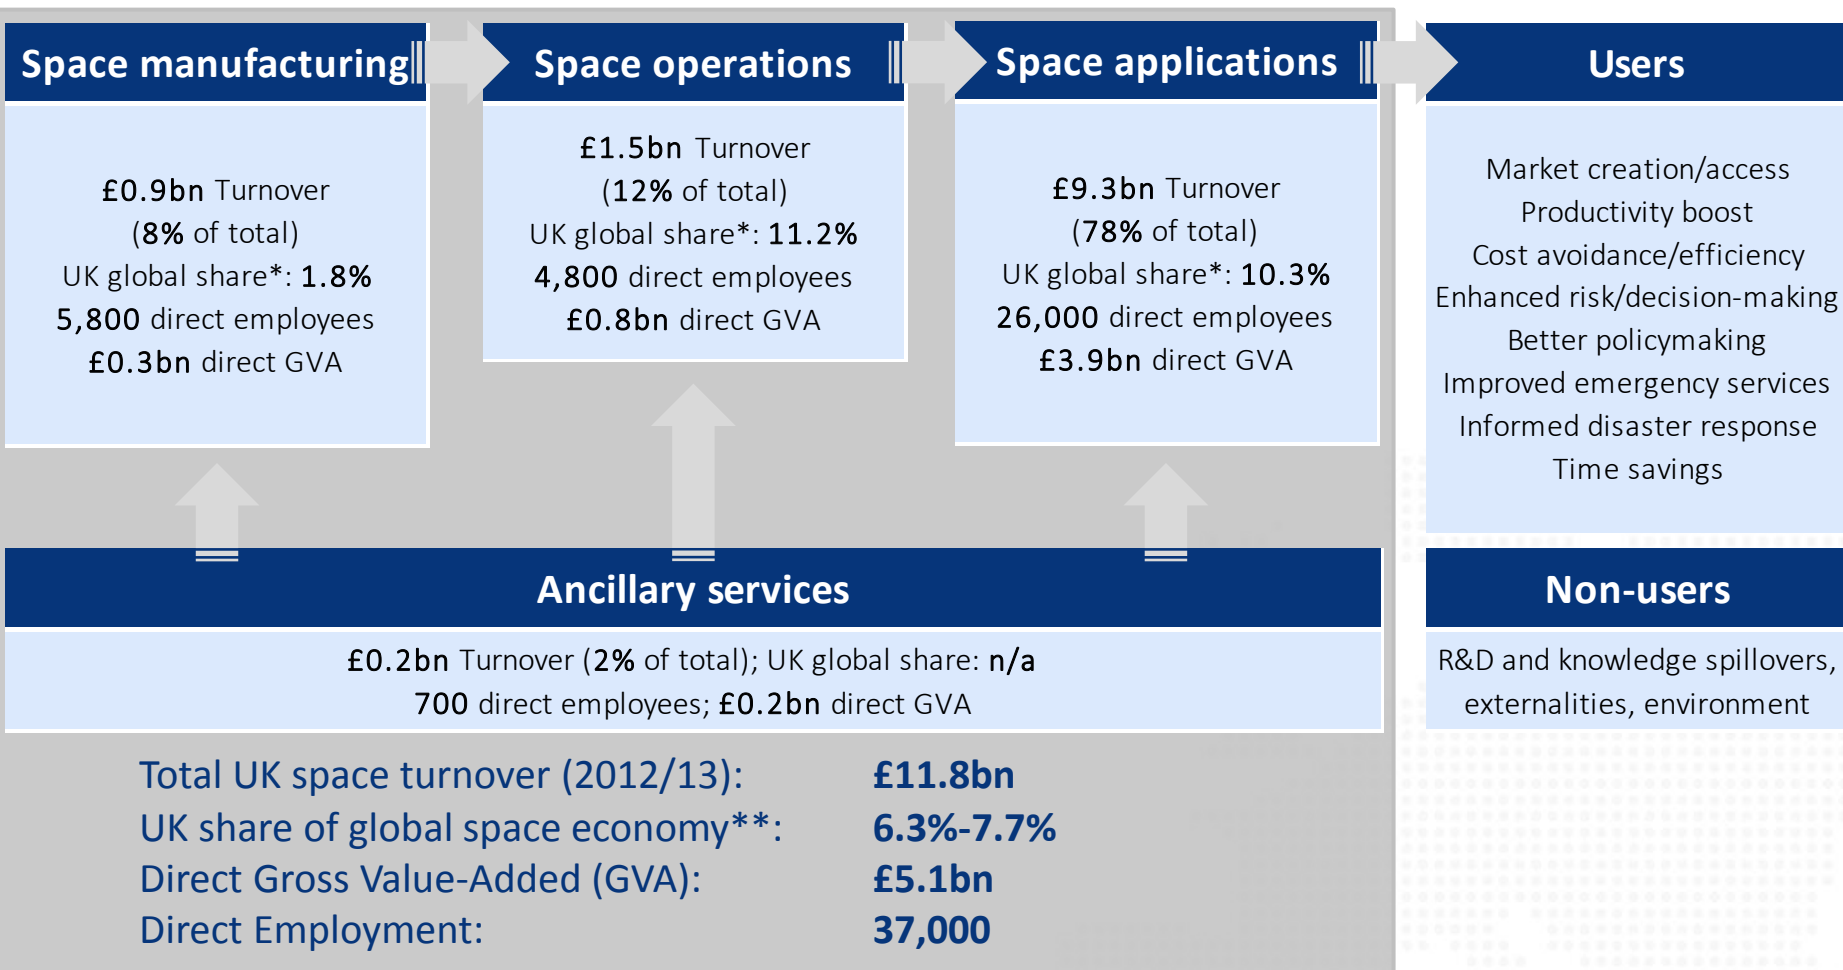 Space manufacturing
£0.9bn Turnover
(8% of total)
UK global share*: 1.8%
5,800 direct employees
£0.3bn direct GVA
Space operations
£1.5bn Turnover
(12% of total)
UK global share*: 11.2%
4,800 direct employees
£0.8bn direct GVA
Space applications
£9.3bn Turnover
(78% of total)
UK global share*: 10.3%
26,000 direct employees
£3.9bn direct GVA
Users
Market creation/access
Productivity boost
Cost avoidance/efficiency
Enhanced risk/decision-making
Better policymaking
Improved emergency services
Informed disaster response
Time savings
Ancillary services
£0.2bn Turnover (2% of total); UK global share: n/a
700 direct employees; £0.2bn direct GVA
Non-users
R&D and knowledge spillovers,
externalities, environment
Total UK space turnover (2012/13): £11.8bn
UK share of global space economy**: 6.3%-7.7%
Direct Gross Value-Added (GVA): £5.1bn
Direct Employment: 37,000